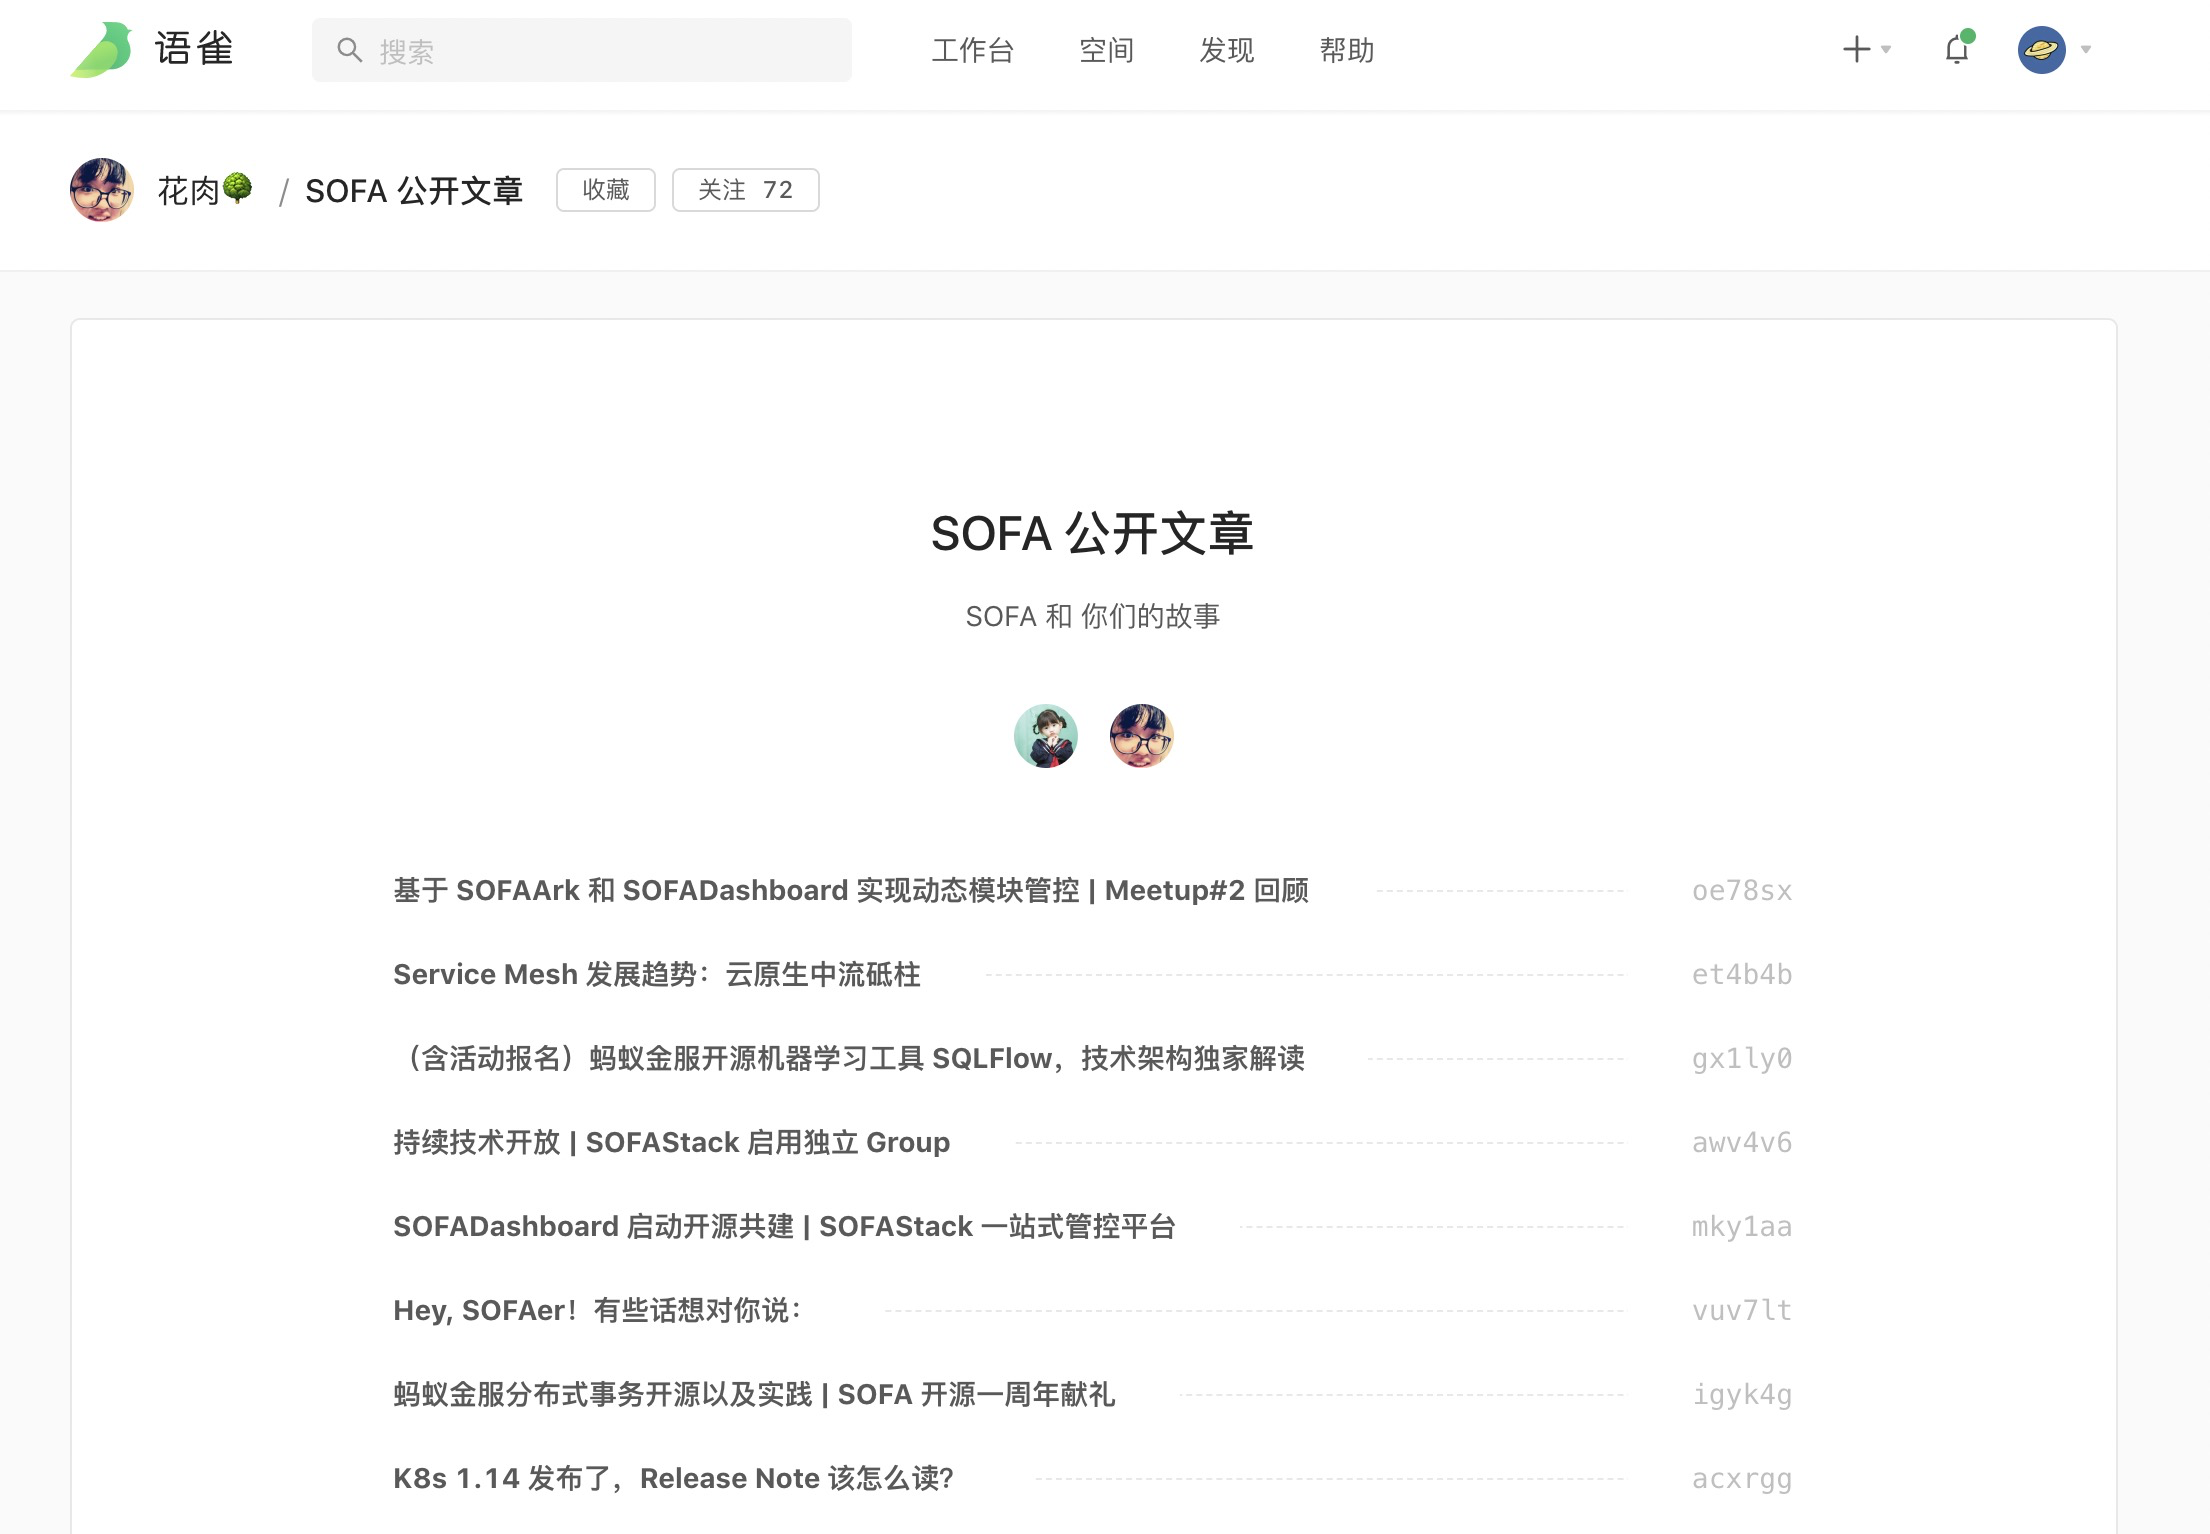 语雀
搜索
工作台
空间
发现
帮助
花肉 / SOFA 公开文章
收藏
关注 72
SOFA 公开文章
SOFA 和 你们的故事
基于 SOFAArk 和 SOFADashboard 实现动态模块管控 | Meetup#2 回顾 oe78sx
Service Mesh 发展趋势：云原生中流砥柱 et4b4b
（含活动报名）蚂蚁金服开源机器学习工具 SQLFlow，技术架构独家解读 gx1ly0
持续技术开放 | SOFAStack 启用独立 Group awv4v6
SOFADashboard 启动开源共建 | SOFAStack 一站式管控平台 mky1aa
Hey, SOFAer！有些话想对你说： vuv7lt
蚂蚁金服分布式事务开源以及实践 | SOFA 开源一周年献礼 igyk4g
K8s 1.14 发布了，Release Note 该怎么读? acxrgg